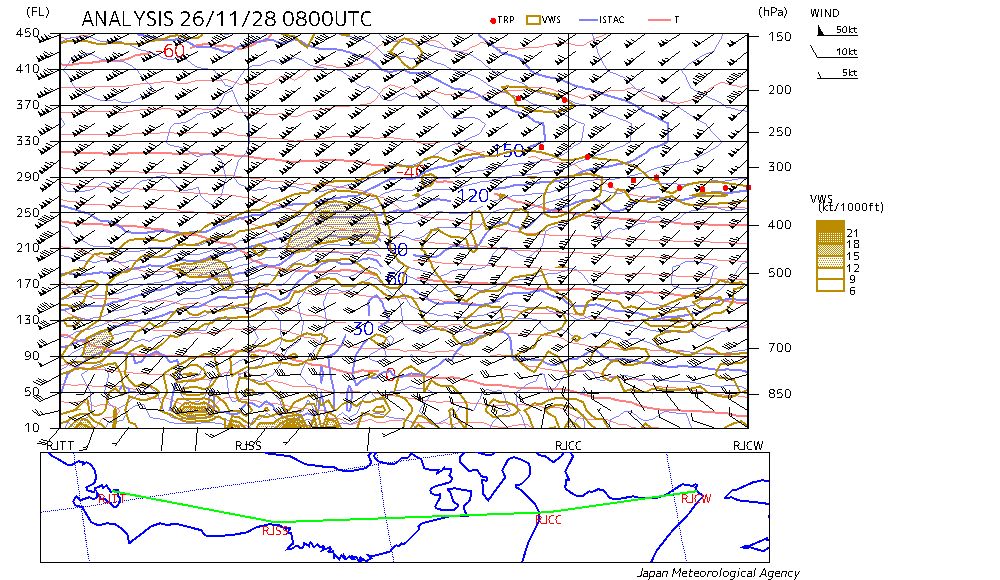 (FL) ANALYSIS 26/11/28 0800UTC TRP VWS ISTAC T (hPa) WIND
450 150
50kt
-60
10kt
410
5kt
200
370
250
330
150
300
290 -40
120
VWS
(kt/1000ft)
250
400
21
210 90
18
15
500
60 12
170
9
6
130 30
700
90
0
50 850
10
RJTT RJSS RJCC RJCW
RJTT RJCW
RJCC
RJSS
Japan Meteorological Agency